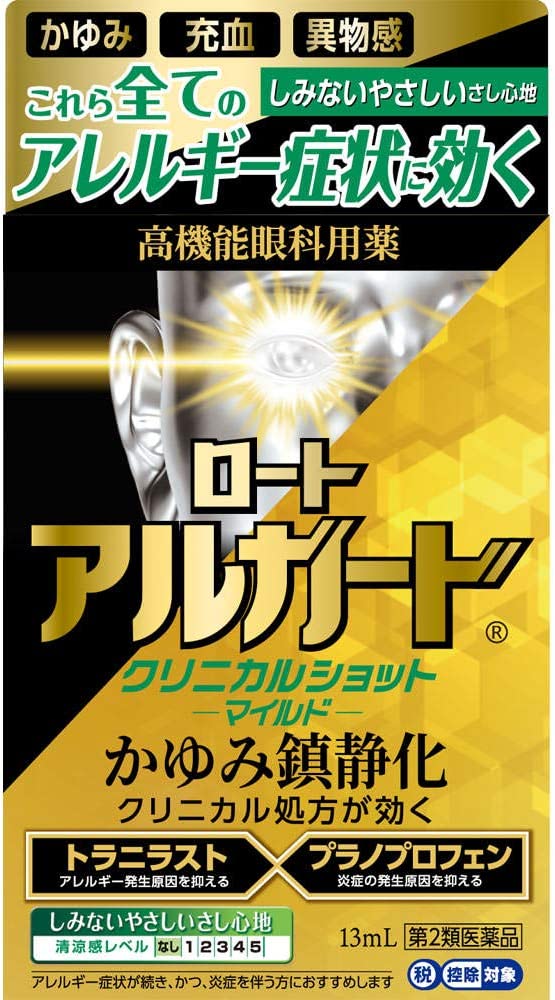 かゆみ 充血 異物感
これら全ての しみないやさしいさし心地
アレルギー症状に効く
高機能眼科用薬
ロート
アルガード®
クリニカルショット
―マイルド―
かゆみ鎮静化
クリニカル処方が効く
トラニラスト × プラノプロフェン
アレルギー発生原因を抑える 炎症の発生原因を抑える
しみないやさしいさし心地
清涼感レベル なし 1 2 3 4 5
13mL 第2類医薬品
アレルギー症状が続き、かつ、炎症を伴う方におすすめします
税 控除 対象